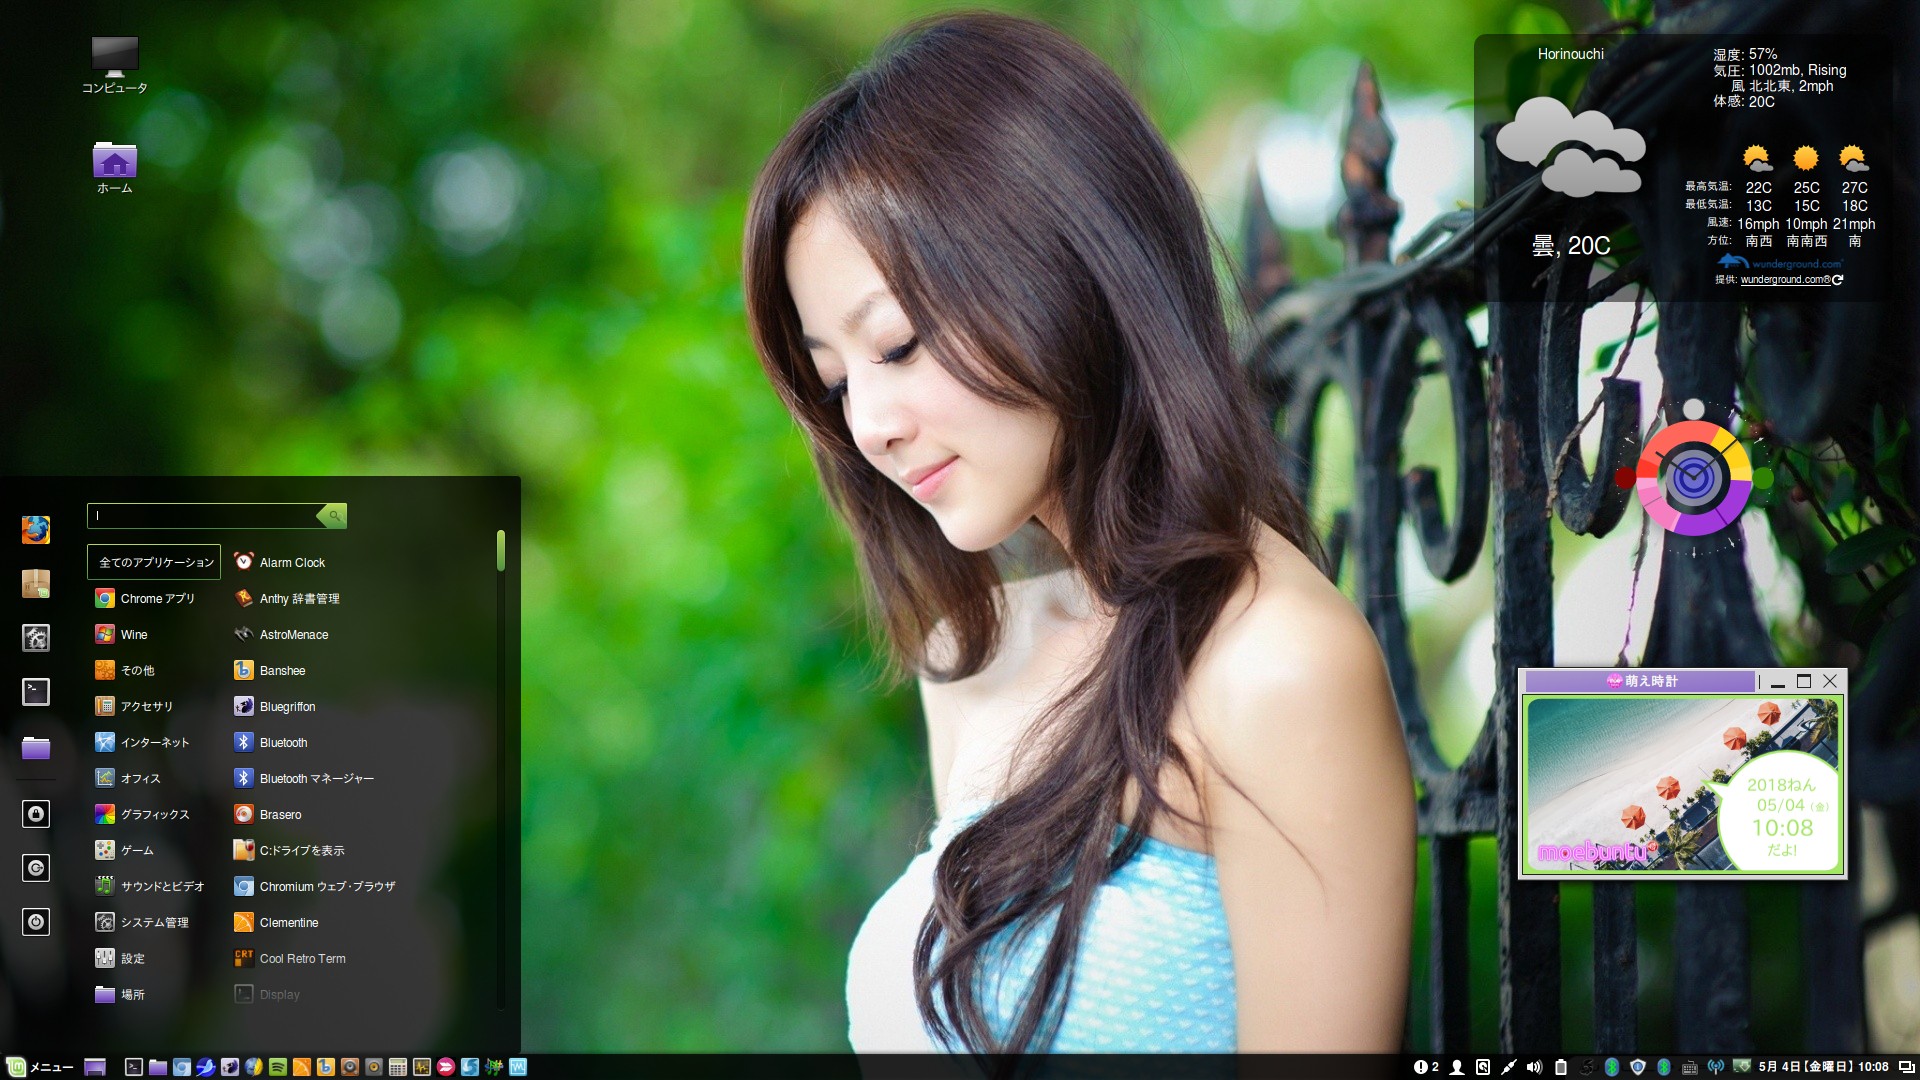 コンピュータ
ホーム
Horinouchi
湿度: 57%
気圧: 1002mb, Rising
風 北北東, 2mph
体感: 20C
曇, 20C
最高気温: 22C 25C 27C
最低気温: 13C 15C 18C
風速: 16mph 10mph 21mph
方位: 南西 南南西 南
wunderground.com
提供: wunderground.com®
萌え時計
2018ねん
05/04 (金)
10:08
だよ!
moebuntu
全てのアプリケーション
Chrome アプリ
Wine
その他
アクセサリ
インターネット
オフィス
グラフィックス
ゲーム
サウンドとビデオ
システム管理
設定
場所
Alarm Clock
Anthy 辞書管理
AstroMenace
Banshee
Bluegriffon
Bluetooth
Bluetooth マネージャー
Brasero
C:ドライブを表示
Chromium ウェブ・ブラウザ
Clementine
CRT
Cool Retro Term
Display
メニュー
2
5月 4日【金曜日】 10:08